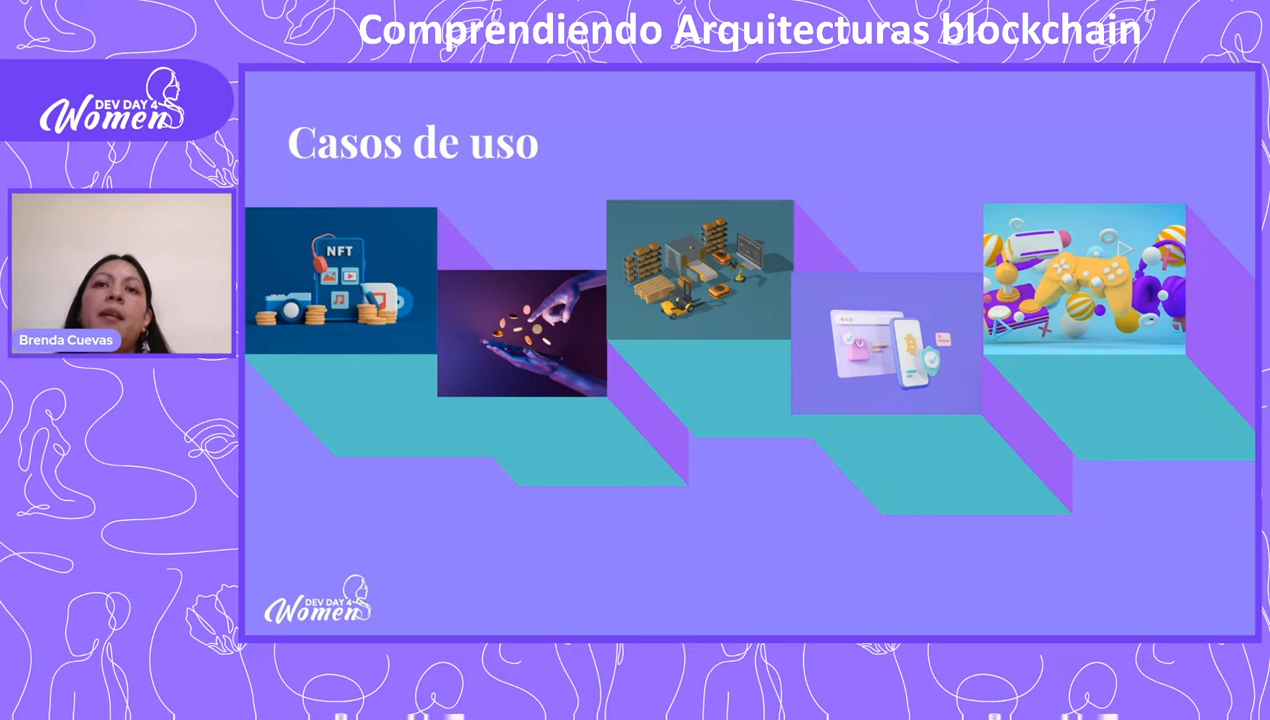 Comprendiendo Arquitecturas blockchain
DEV DAY 4
Women
Casos de uso
NFT
Brenda Cuevas
DEV DAY 4
Women